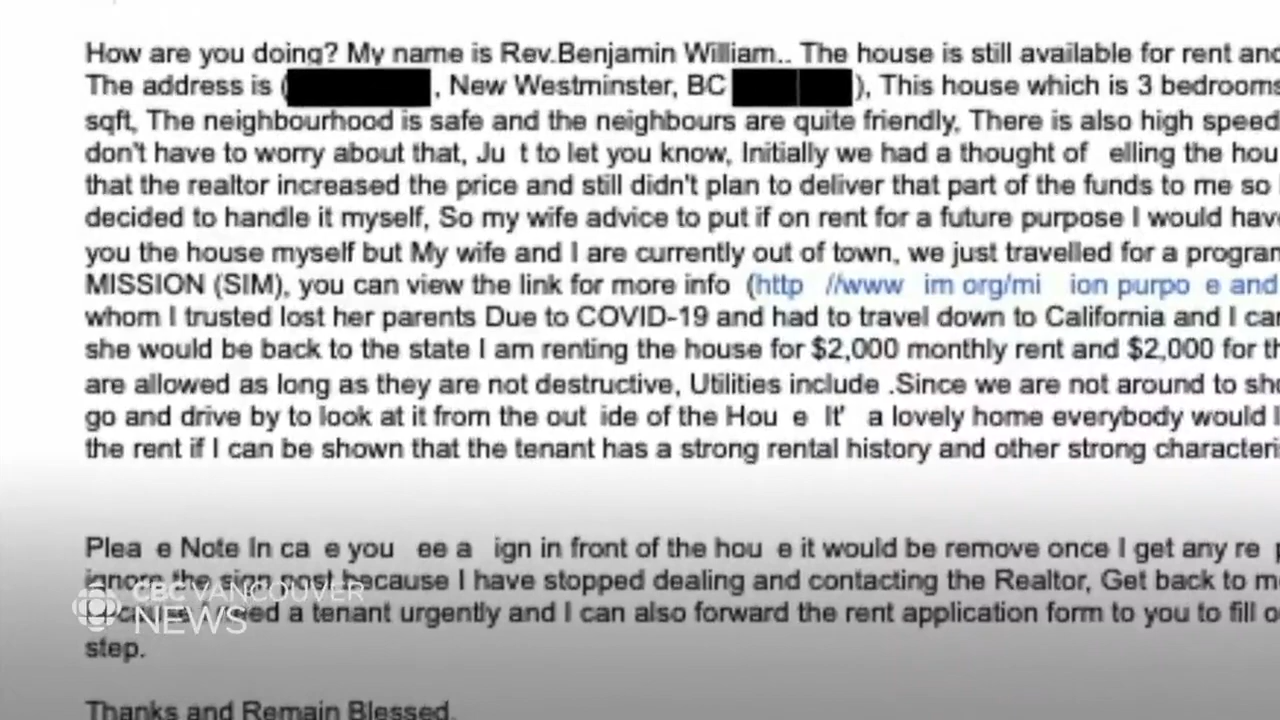 How are you doing? My name is Rev.Benjamin William.. The house is still available for rent and
The address is ( , New Westminster, BC ), This house which is 3 bedrooms
sqft, The neighbourhood is safe and the neighbours are quite friendly, There is also high speed
don't have to worry about that, Ju t to let you know, Initially we had a thought of elling the hou
that the realtor increased the price and still didn't plan to deliver that part of the funds to me so
decided to handle it myself, So my wife advice to put if on rent for a future purpose I would have
you the house myself but My wife and I are currently out of town, we just travelled for a program
MISSION (SIM), you can view the link for more info (http //www im org/mi ion purpo e and
whom I trusted lost her parents Due to COVID-19 and had to travel down to California and I can
she would be back to the state I am renting the house for $2,000 monthly rent and $2,000 for th
are allowed as long as they are not destructive, Utilities include .Since we are not around to sho
go and drive by to look at it from the out ide of the Hou e It' a lovely home everybody would l
the rent if I can be shown that the tenant has a strong rental history and other strong characteris
Plea e Note In ca e you ee a ign in front of the hou e it would be remove once I get any re p
ignore the sign post because I have stopped dealing and contacting the Realtor, Get back to m
need a tenant urgently and I can also forward the rent application form to you to fill o
step.
Thanks and Remain Blessed.
CBC VANCOUVER
NEWS